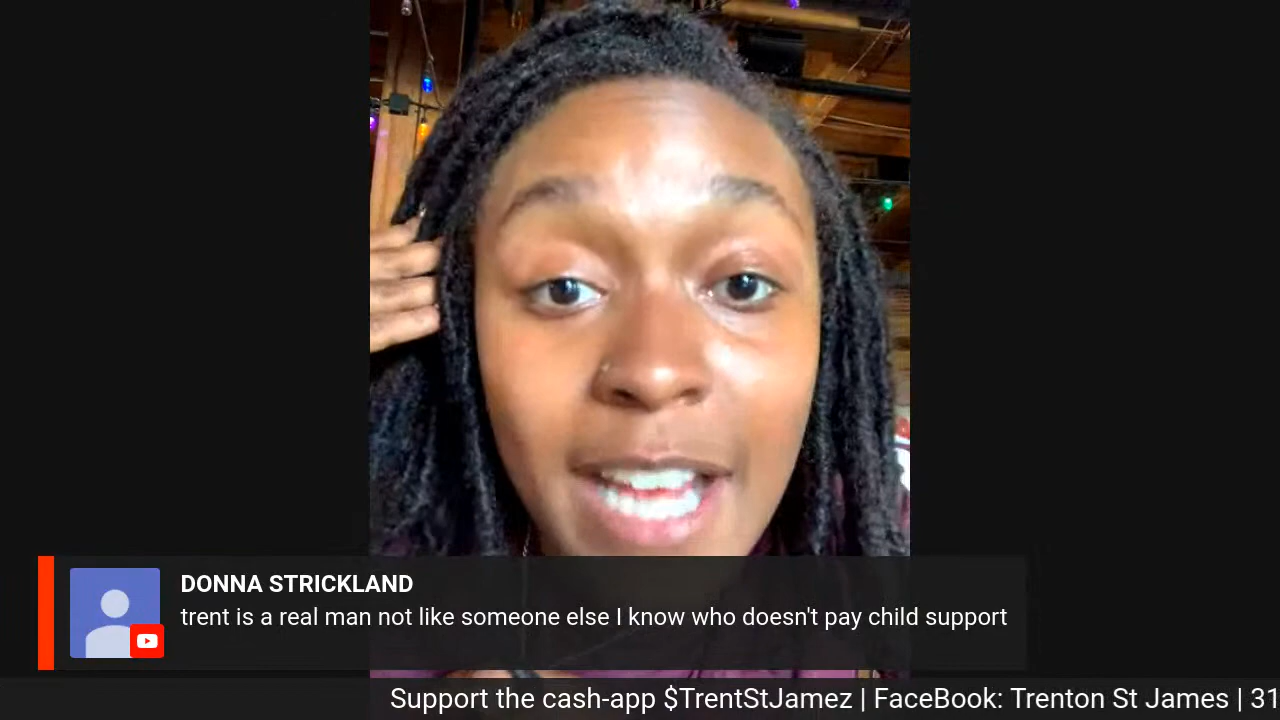 DONNA STRICKLAND
trent is a real man not like someone else I know who doesn't pay child support
Support the cash-app $TrentStJamez | FaceBook: Trenton St James | 31